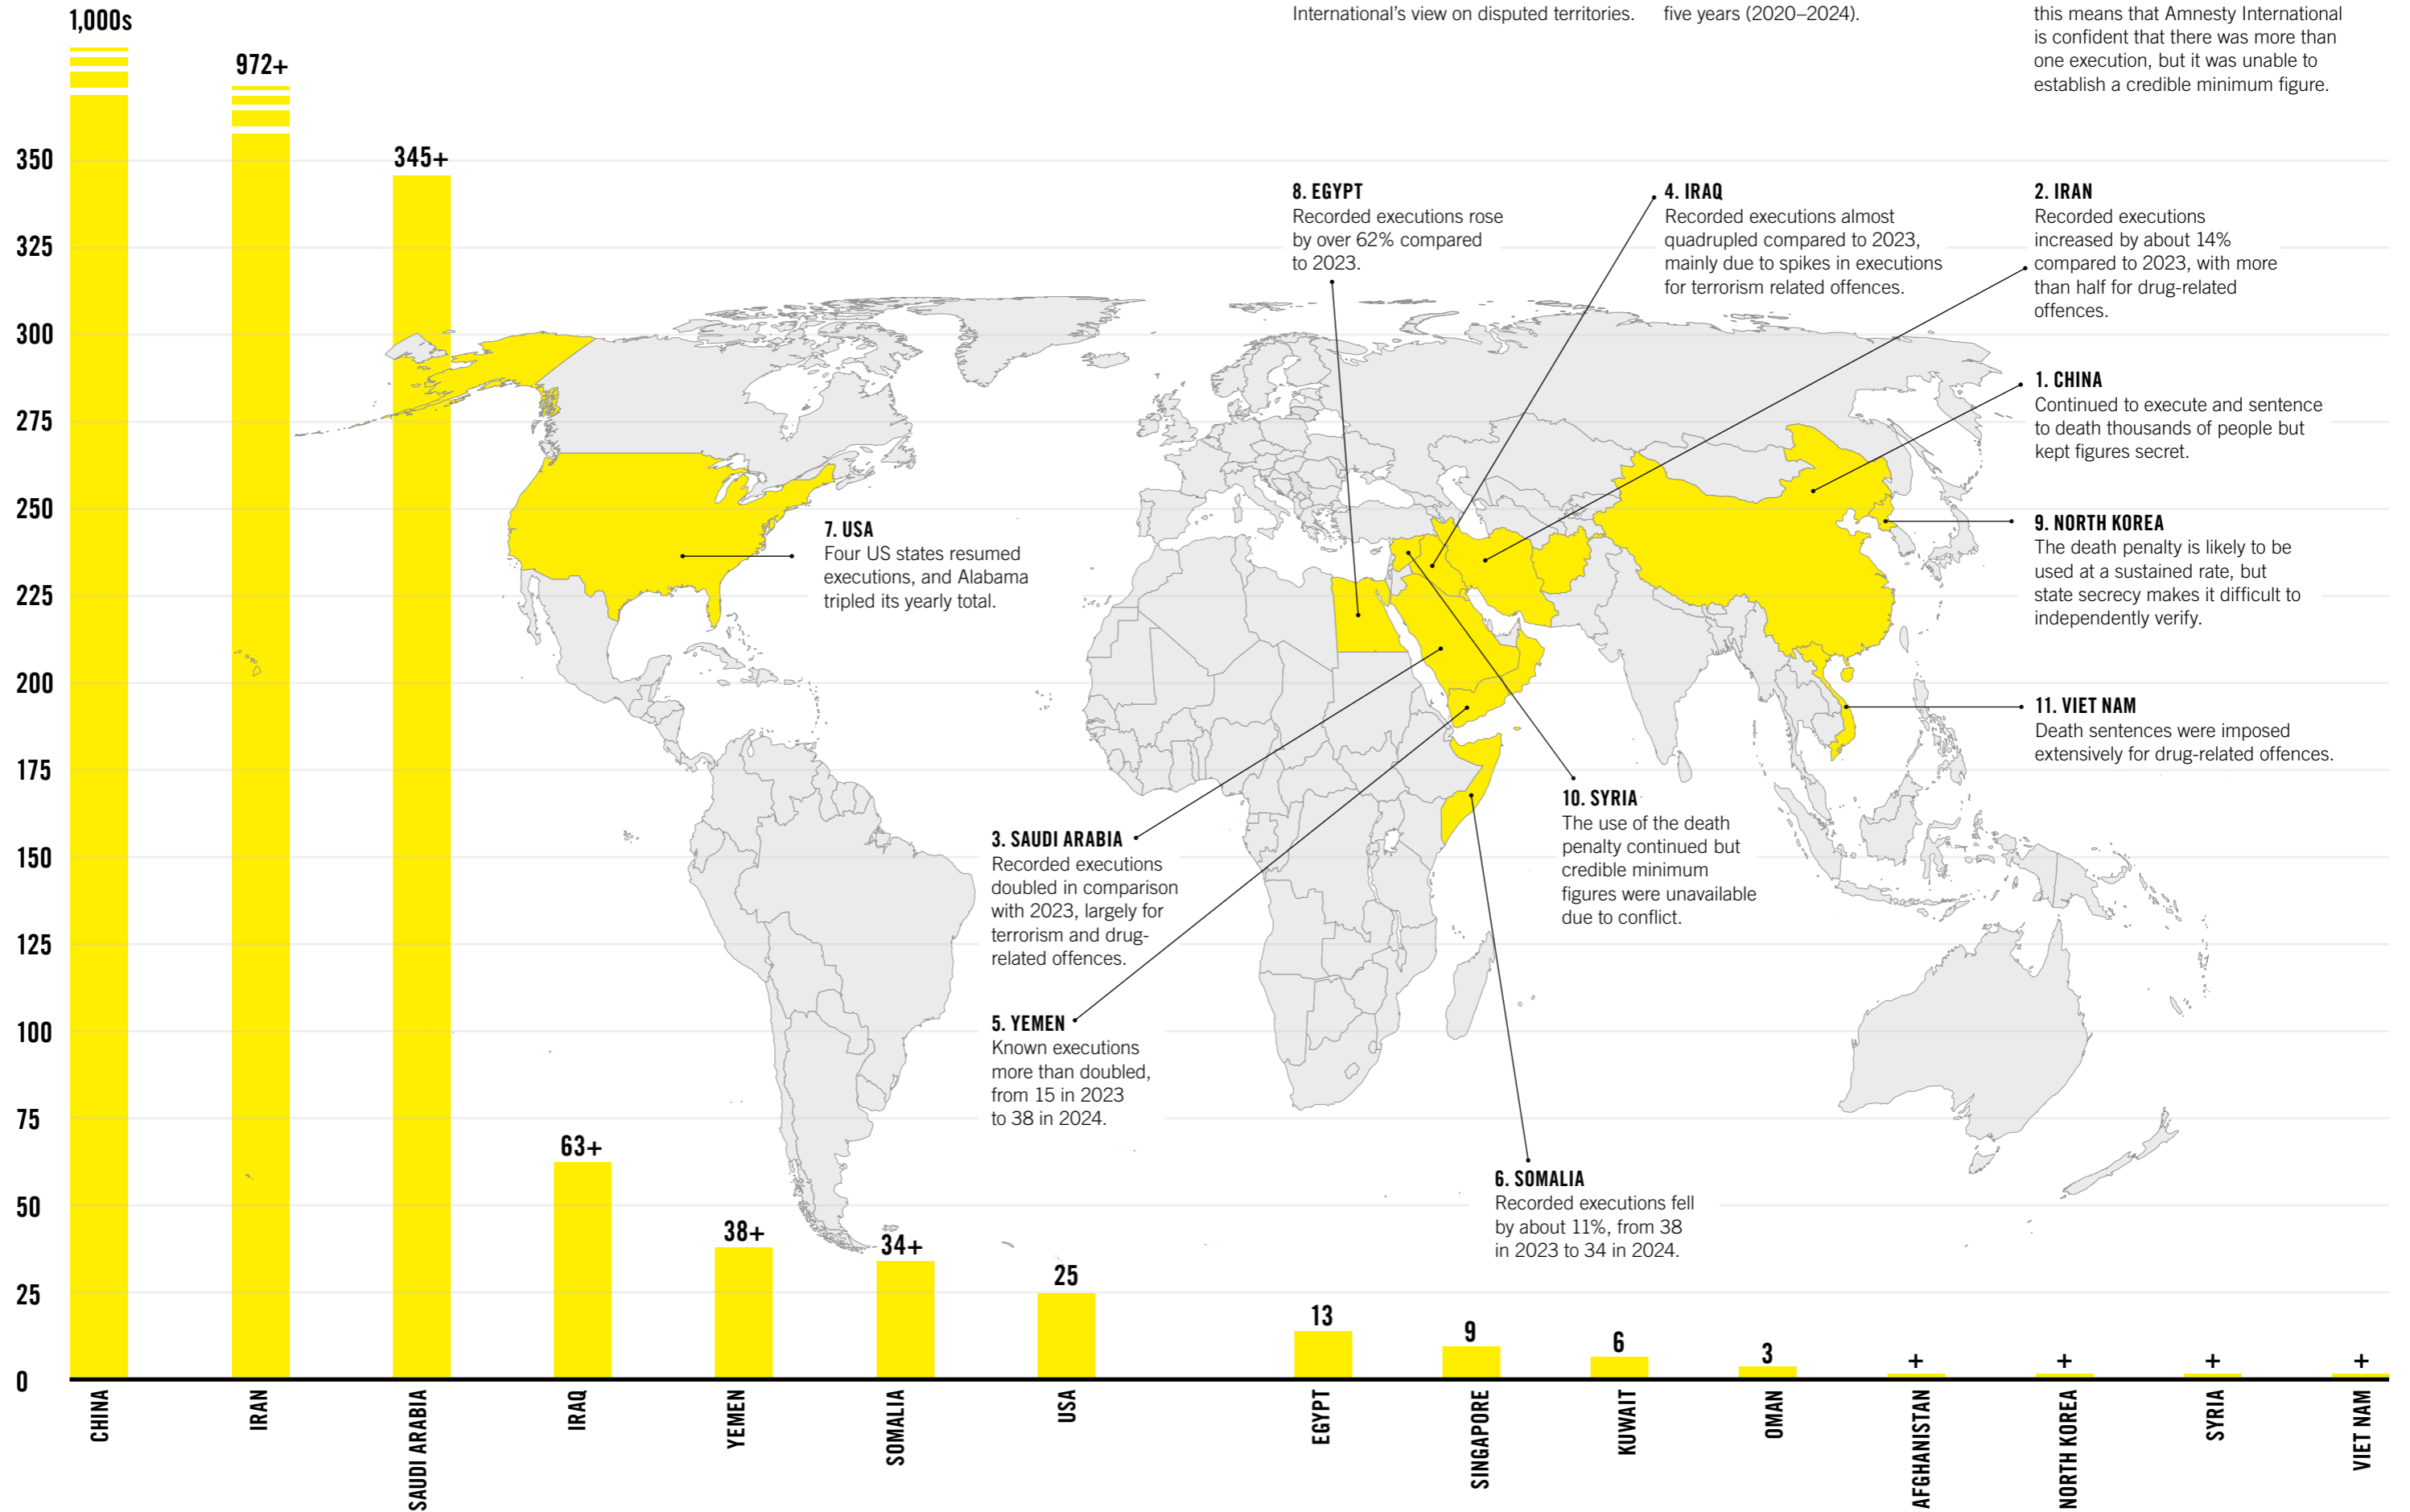 International's view on disputed territories.
five years (2020–2024).
this means that Amnesty International
is confident that there was more than
one execution, but it was unable to
establish a credible minimum figure.
1,000s
972+
345+
63+
38+
34+
25
13
9
6
3
+
+
+
+
350
325
300
275
250
225
200
175
150
125
100
75
50
25
0
8. EGYPT
Recorded executions rose
by over 62% compared
to 2023.
4. IRAQ
Recorded executions almost
quadrupled compared to 2023,
mainly due to spikes in executions
for terrorism related offences.
2. IRAN
Recorded executions
increased by about 14%
compared to 2023, with more
than half for drug-related
offences.
1. CHINA
Continued to execute and sentence
to death thousands of people but
kept figures secret.
7. USA
Four US states resumed
executions, and Alabama
tripled its yearly total.
9. NORTH KOREA
The death penalty is likely to be
used at a sustained rate, but
state secrecy makes it difficult to
independently verify.
11. VIET NAM
Death sentences were imposed
extensively for drug-related offences.
10. SYRIA
The use of the death
penalty continued but
credible minimum
figures were unavailable
due to conflict.
3. SAUDI ARABIA
Recorded executions
doubled in comparison
with 2023, largely for
terrorism and drug-
related offences.
5. YEMEN
Known executions
more than doubled,
from 15 in 2023
to 38 in 2024.
6. SOMALIA
Recorded executions fell
by about 11%, from 38
in 2023 to 34 in 2024.
CHINA
IRAN
SAUDI ARABIA
IRAQ
YEMEN
SOMALIA
USA
EGYPT
SINGAPORE
KUWAIT
OMAN
AFGHANISTAN
NORTH KOREA
SYRIA
VIET NAM